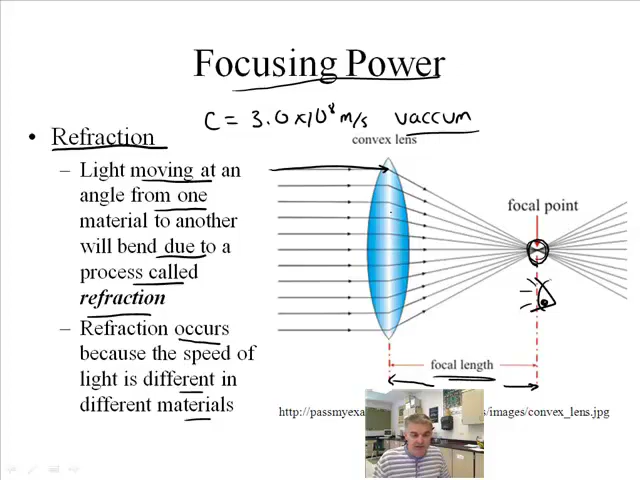 Focusing Power
C = 3.0x10⁸ m/s vaccum
convex lens
• Refraction
– Light moving at an
angle from one
material to another
will bend due to a
process called
refraction
– Refraction occurs
because the speed of
light is different in
different materials
focal point
focal length
http://passmyexa
s/images/convex_lens.jpg